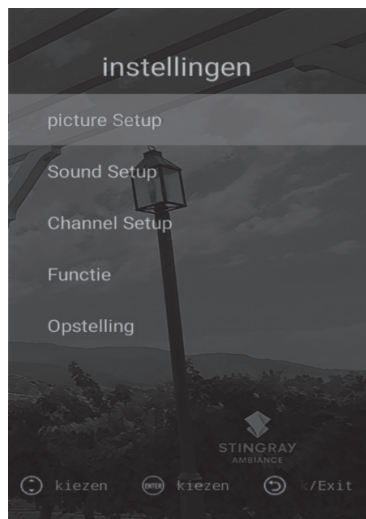 instellingen
picture Setup
Sound Setup
Channel Setup
Functie
Opstelling
STINGRAY
AMBIANCE
kiezen ENTER kiezen k/Exit